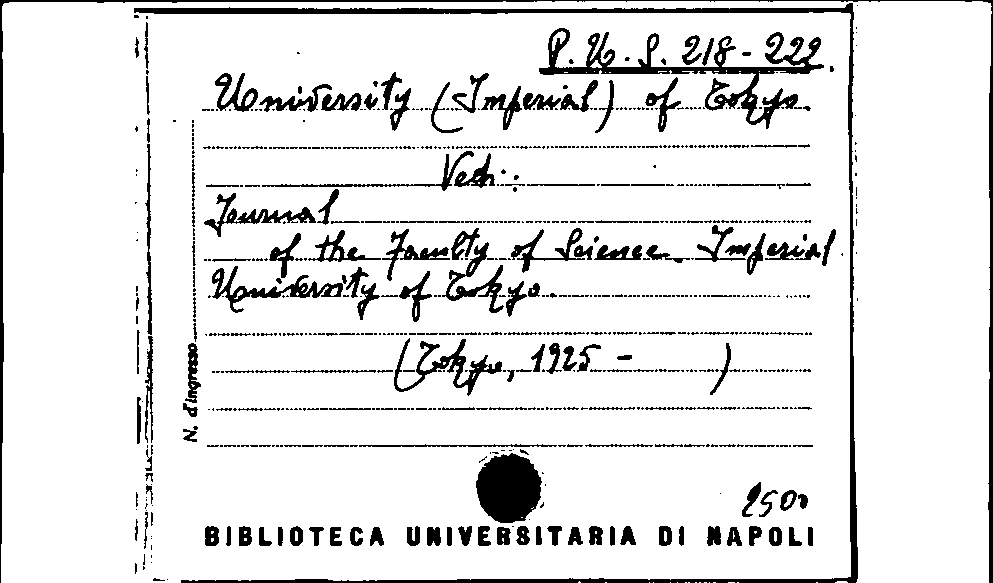 P. U. S. 218-222.
University (Imperial) of Tokyo.
Vedi:
Journal
of the Faculty of Science. Imperial
University of Tokyo.
(Tokyo, 1925 - )
N. d'ingresso
2500
BIBLIOTECA UNIVERSITARIA DI NAPOLI